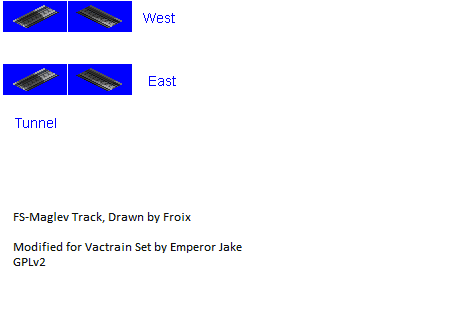 West
East
Tunnel
FS-Maglev Track, Drawn by Froix
Modified for Vactrain Set by Emperor Jake
GPLv2